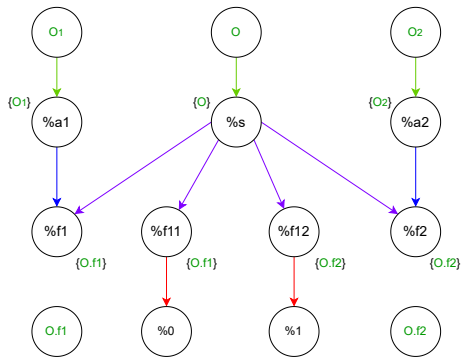 O1 O O2
{O1} {O} {O2}
%a1 %s %a2
%f1 %f11 %f12 %f2
{O.f1} {O.f1} {O.f2} {O.f2}
O.f1 %0 %1 O.f2